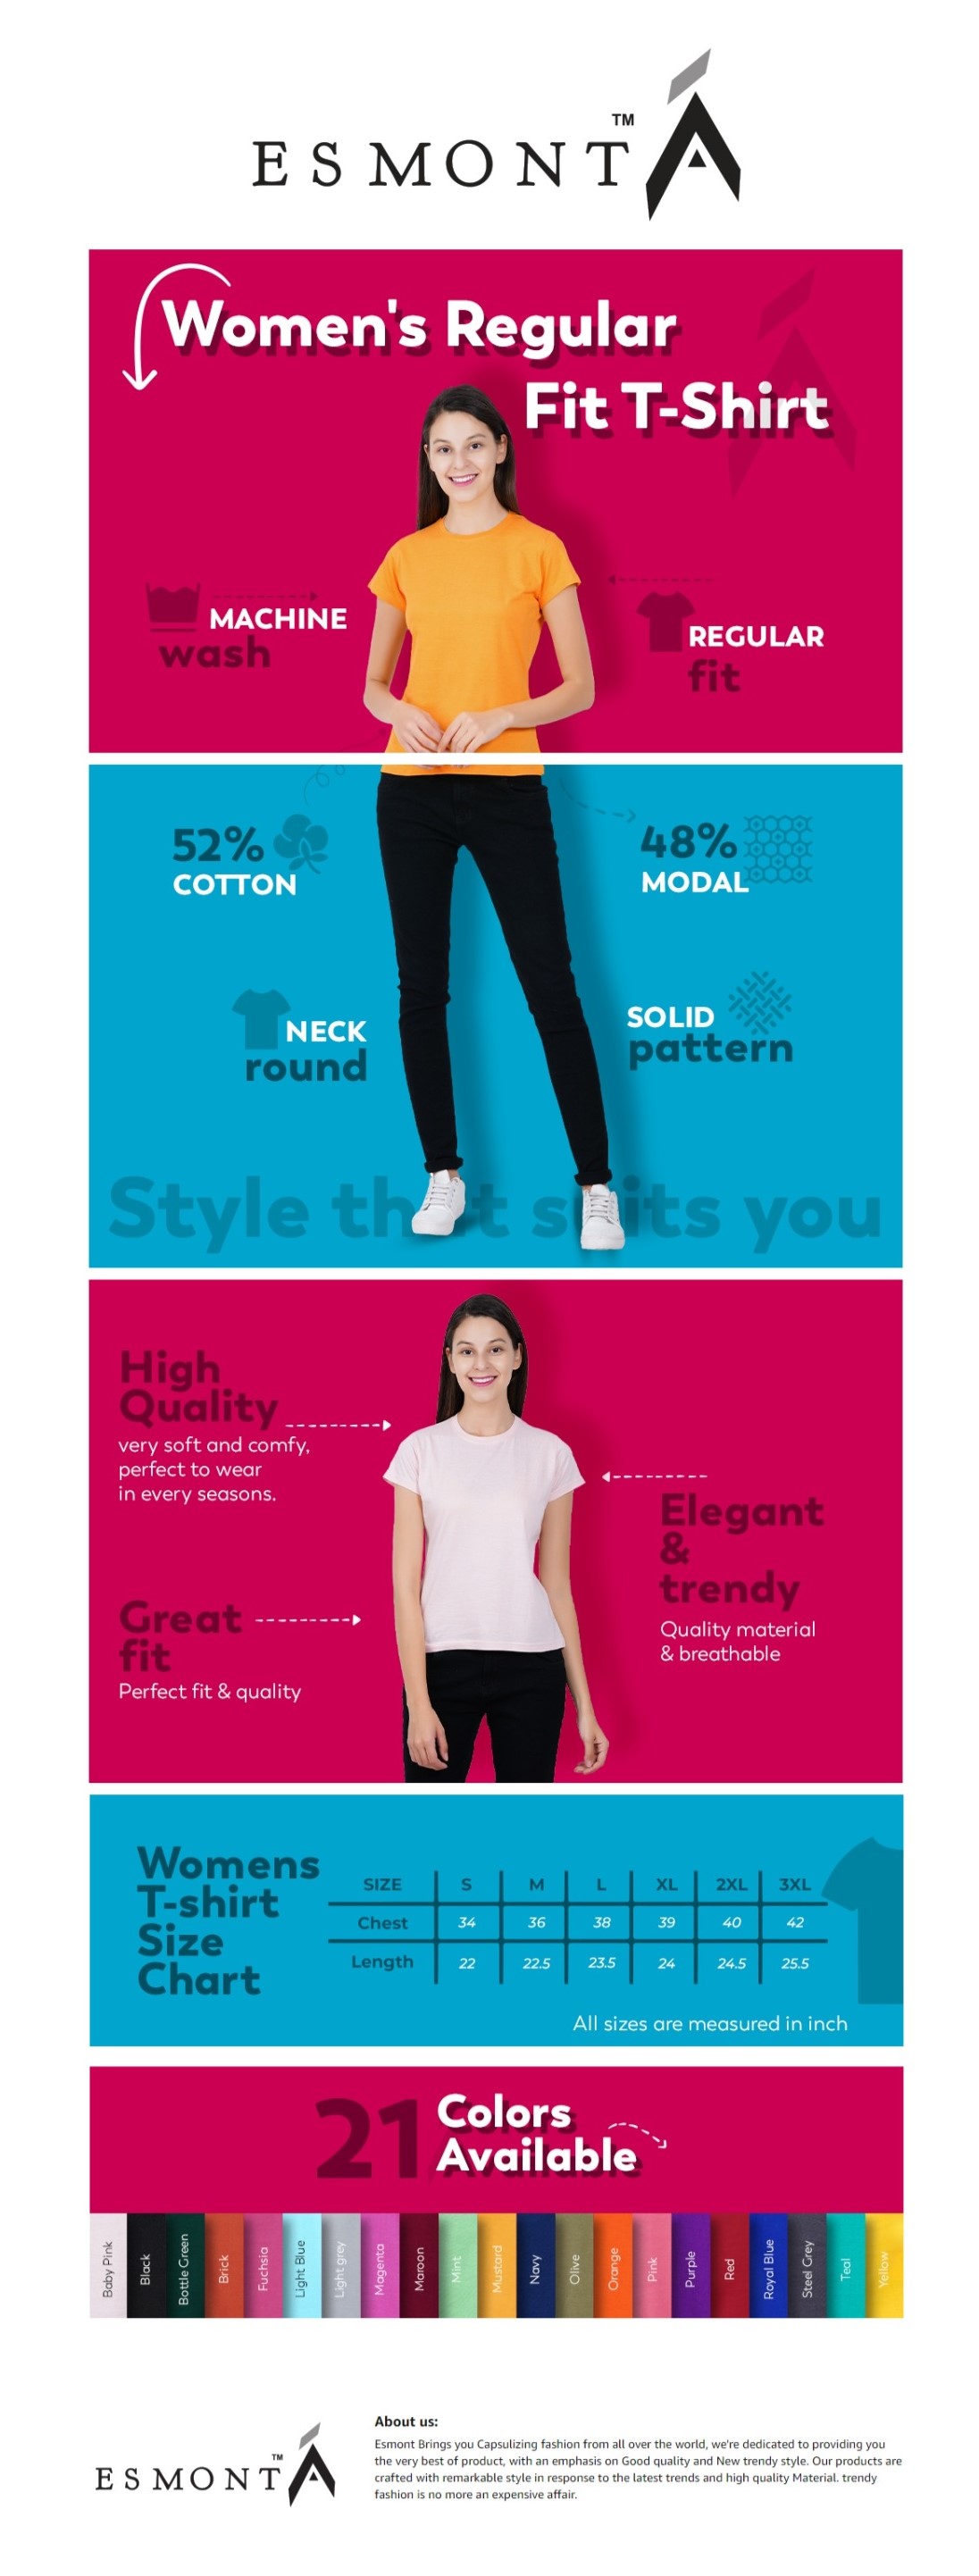 ESMONTA™
Women's Regular
Fit T-Shirt
MACHINE
wash
REGULAR
fit
52%
COTTON
48%
MODAL
NECK
round
SOLID
pattern
Style that suits you
High
Quality
very soft and comfy,
perfect to wear
in every seasons.
Elegant
&
trendy
Quality material
& breathable
Great
fit
Perfect fit & quality
Womens
T-shirt
Size
Chart
SIZE S M L XL 2XL 3XL
Chest 34 36 38 39 40 42
Length 22 22.5 23.5 24 24.5 25.5
All sizes are measured in inch
21 Colors
Available
Baby Pink
Black
Bottle Green
Brick
Fuchsia
Light Blue
Light grey
Magenta
Maroon
Mint
Mustard
Navy
Olive
Orange
Pink
Purple
Red
Royal Blue
Steel Grey
Teal
Yellow
ESMONTA™
About us:
Esmont Brings you Capsulizing fashion from all over the world, we're dedicated to providing you
the very best of product, with an emphasis on Good quality and New trendy style. Our products are
crafted with remarkable style in response to the latest trends and high quality Material. trendy
fashion is no more an expensive affair.